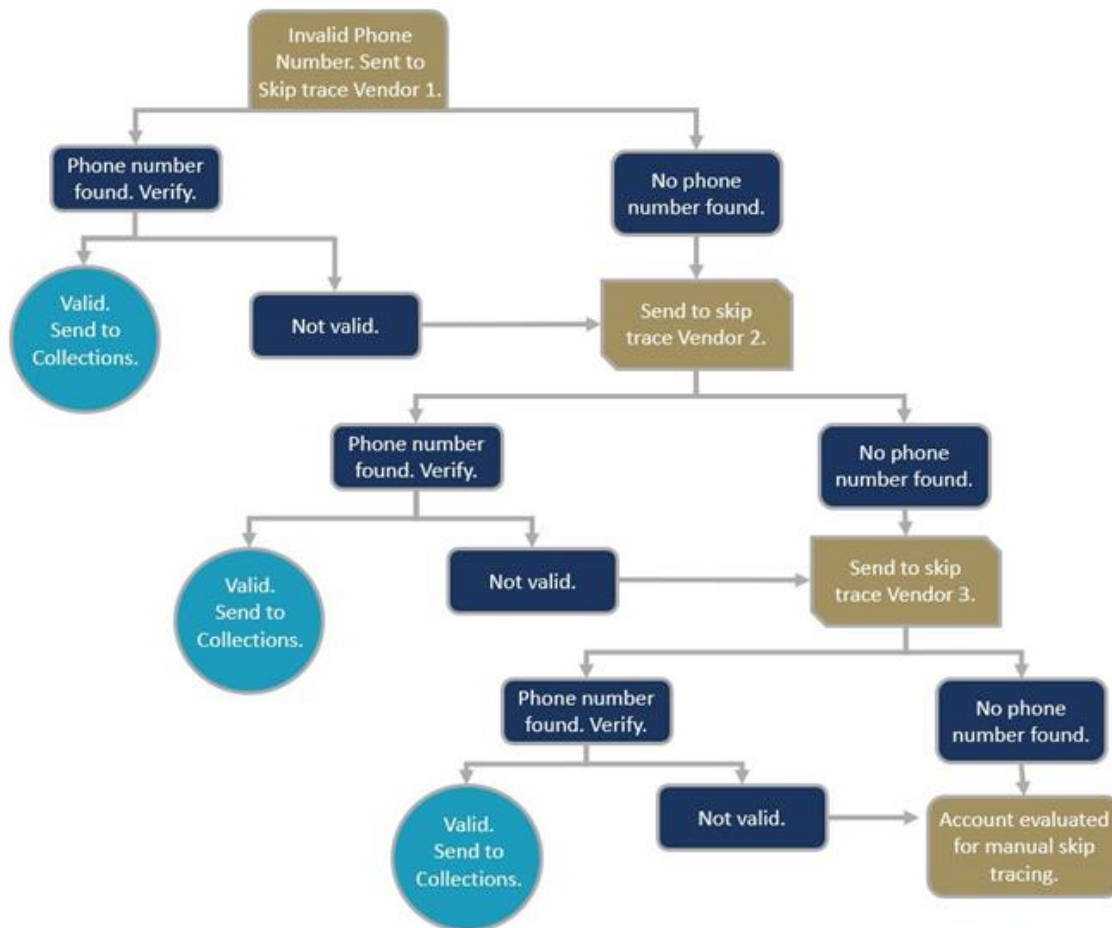 Invalid Phone
Number. Sent to
Skip trace Vendor 1.
Phone number
found. Verify.
No phone
number found.
Valid.
Send to
Collections.
Not valid.
Send to skip
trace Vendor 2.
Phone number
found. Verify.
No phone
number found.
Valid.
Send to
Collections.
Not valid.
Send to skip
trace Vendor 3.
Phone number
found. Verify.
No phone
number found.
Valid.
Send to
Collections.
Not valid.
Account evaluated
for manual skip
tracing.